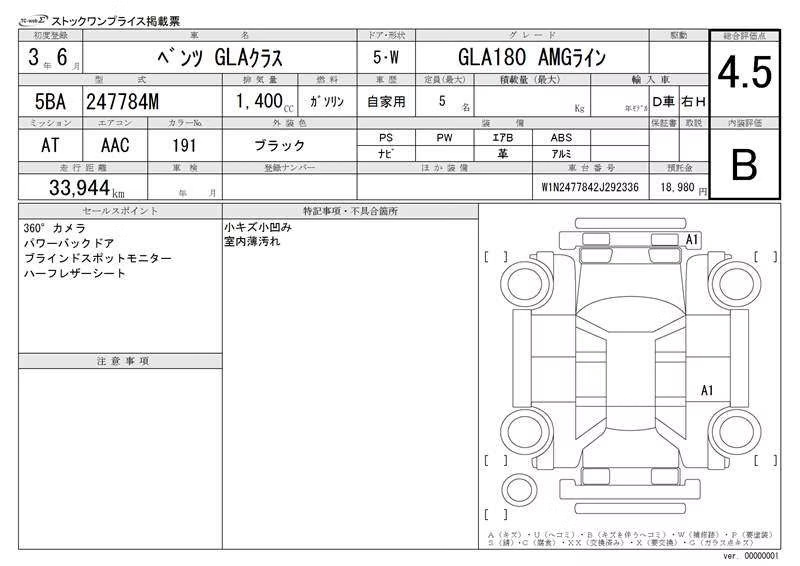 TC-webΣ ストックワンプライス掲載票
初度登録 車名 ドア・形状 グレード 駆動 総合評価点
3年 6月 ベンツ GLAクラス 5・W GLA180 AMGライン 4.5
型式 排気量 燃料 車歴 定員(最大) 積載量(最大) 輸入車
5BA 247784M 1,400CC ガソリン 自家用 5名 Kg 年モデル D車 右H
ミッション エアコン カラーNo. 外装色 装備 保証書 取説 内装評価
AT AAC 191 ブラック PS PW エアB ABS B
ナビ 革 アルミ
走行距離 車検 登録ナンバー ほか装備 車台番号 預託金
33,944km 年 月 W1N2477842J292336 18,980円
セールスポイント 特記事項・不具合箇所
360°カメラ 小キズ小凹み
パワーバックドア 室内薄汚れ
ブラインドスポットモニター
ハーフレザーシート
注意事項
A1
[ ] [ ]
A1
[ ] [ ]
[ ]
A(キズ)・U(ヘコミ)・B(キズを伴うヘコミ)・W(補修跡)・P(要塗装)
S(錆)・C(腐食)・XX(交換済み)・X(要交換)・G(ガラス点キズ)
ver. 00000001